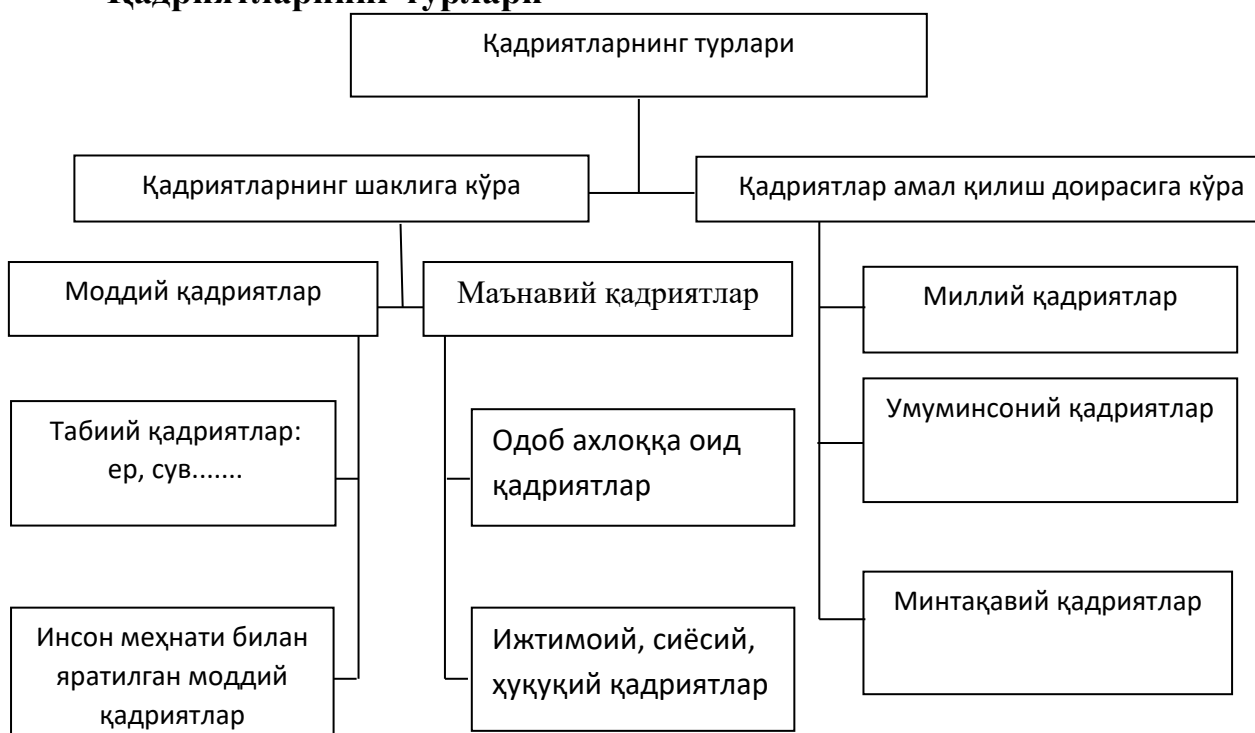 Қадриятларнинг турлари
Қадриятларнинг турлари
Қадриятларнинг шаклига кўра
Қадриятлар амал қилиш доирасига кўра
Моддий қадриятлар
Маънавий қадриятлар
Миллий қадриятлар
Табиий қадриятлар:
ер, сув.......
Одоб ахлоққа оид
қадриятлар
Умуминсоний қадриятлар
Инсон меҳнати билан
яратилган моддий
қадриятлар
Ижтимоий, сиёсий,
ҳуқуқий қадриятлар
Минтақавий қадриятлар